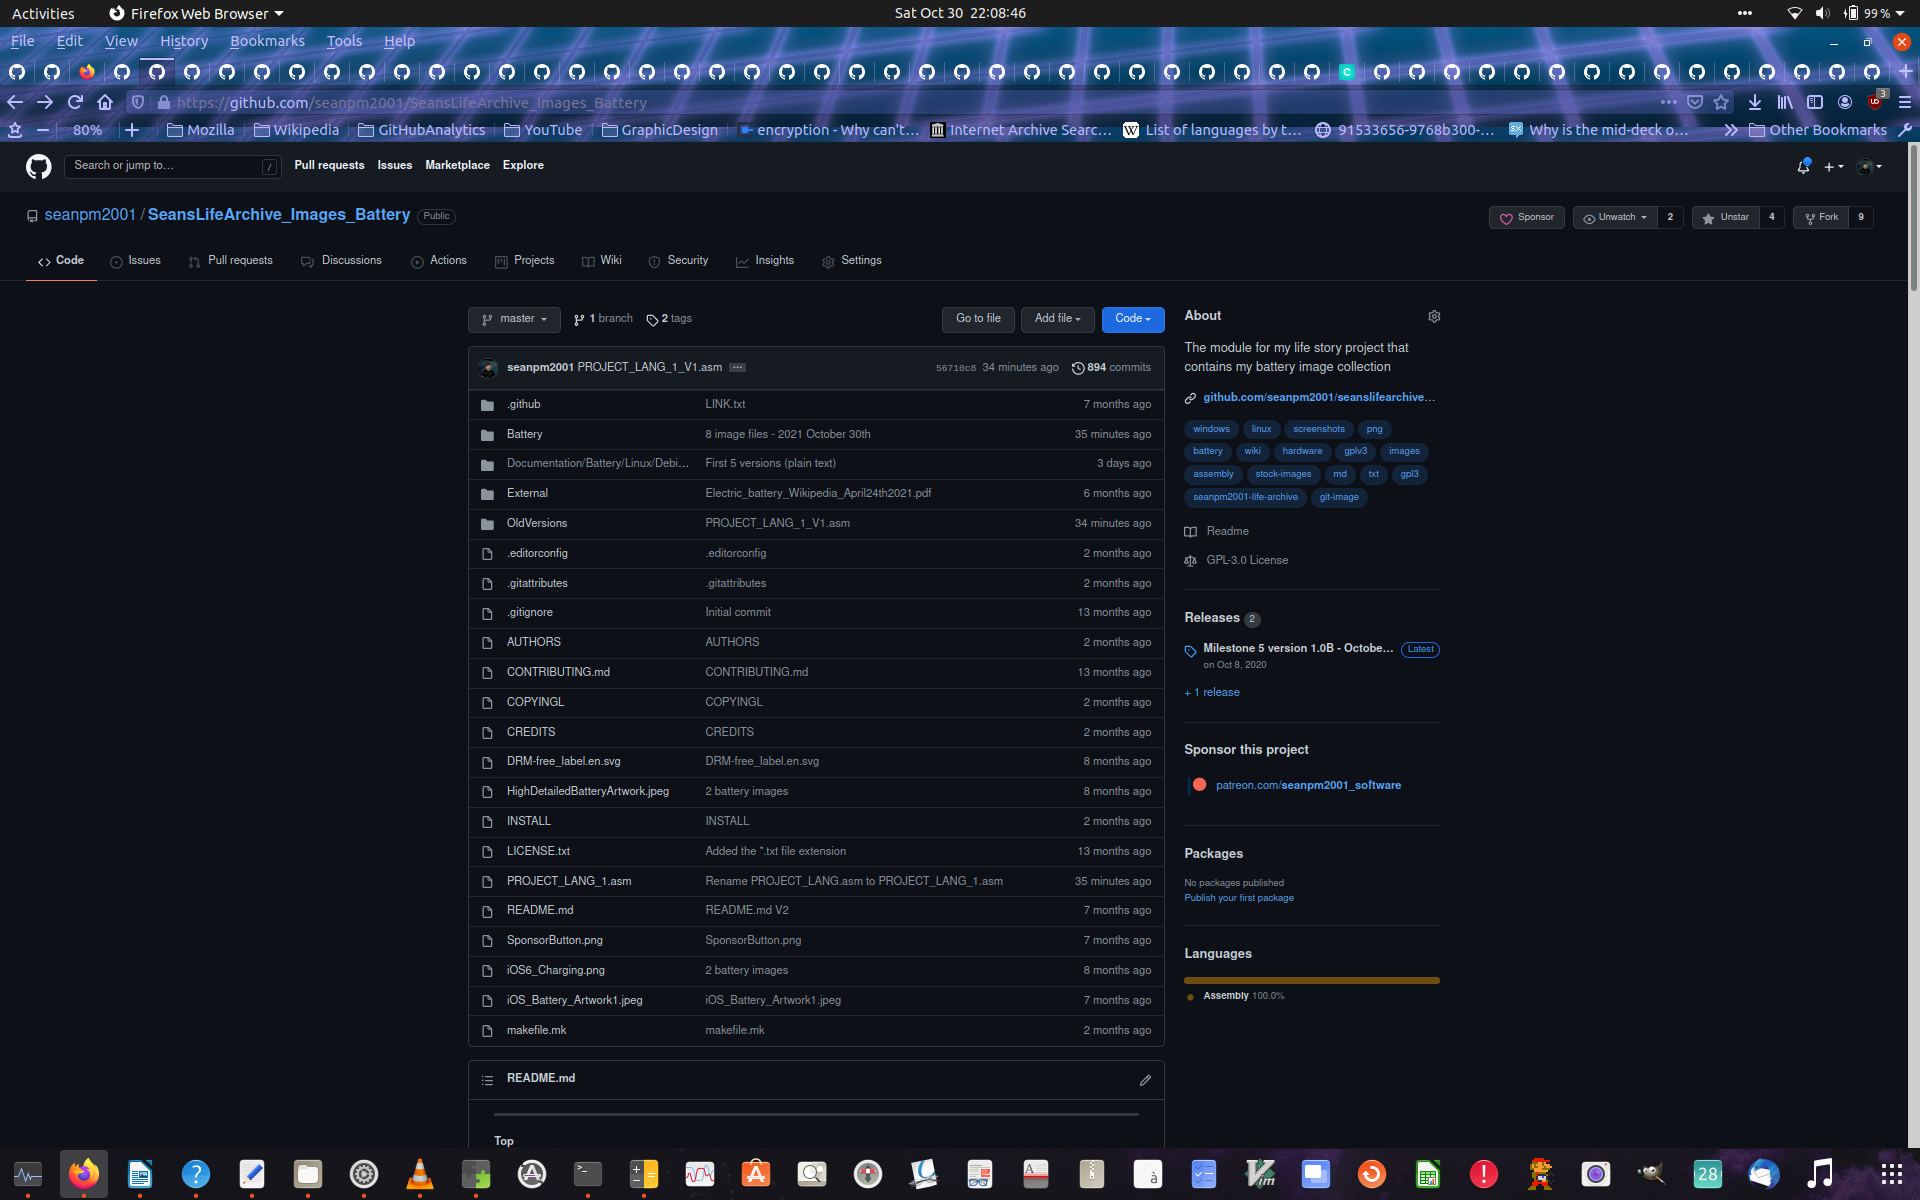 Activities Firefox Web Browser Sat Oct 30 22:08:46 99 %
File Edit View History Bookmarks Tools Help
https://github.com/seanpm2001/SeansLifeArchive_Images_Battery 3
80% Mozilla Wikipedia GitHubAnalytics YouTube GraphicDesign encryption - Why can't… Internet Archive Searc… List of languages by t… 91533656-9768b300-… Why is the mid-deck o… Other Bookmarks
Search or jump to… / Pull requests Issues Marketplace Explore
seanpm2001 / SeansLifeArchive_Images_Battery Public Sponsor Unwatch 2 Unstar 4 Fork 9
Code Issues Pull requests Discussions Actions Projects Wiki Security Insights Settings
master 1 branch 2 tags Go to file Add file Code
seanpm2001 PROJECT_LANG_1_V1.asm … 56710c8 34 minutes ago 894 commits
.github LINK.txt 7 months ago
Battery 8 image files - 2021 October 30th 35 minutes ago
Documentation/Battery/Linux/Debi… First 5 versions (plain text) 3 days ago
External Electric_battery_Wikipedia_April24th2021.pdf 6 months ago
OldVersions PROJECT_LANG_1_V1.asm 34 minutes ago
.editorconfig .editorconfig 2 months ago
.gitattributes .gitattributes 2 months ago
.gitignore Initial commit 13 months ago
AUTHORS AUTHORS 2 months ago
CONTRIBUTING.md CONTRIBUTING.md 13 months ago
COPYINGL COPYINGL 2 months ago
CREDITS CREDITS 2 months ago
DRM-free_label.en.svg DRM-free_label.en.svg 8 months ago
HighDetailedBatteryArtwork.jpeg 2 battery images 8 months ago
INSTALL INSTALL 2 months ago
LICENSE.txt Added the *.txt file extension 13 months ago
PROJECT_LANG_1.asm Rename PROJECT_LANG.asm to PROJECT_LANG_1.asm 35 minutes ago
README.md README.md V2 7 months ago
SponsorButton.png SponsorButton.png 7 months ago
iOS6_Charging.png 2 battery images 8 months ago
iOS_Battery_Artwork1.jpeg iOS_Battery_Artwork1.jpeg 7 months ago
makefile.mk makefile.mk 2 months ago
README.md
Top
About
The module for my life story project that
contains my battery image collection
github.com/seanpm2001/seanslifearchive…
windows linux screenshots png
battery wiki hardware gplv3 images
assembly stock-images md txt gpl3
seanpm2001-life-archive git-image
Readme
GPL-3.0 License
Releases 2
Milestone 5 version 1.0B - Octobe… Latest
on Oct 8, 2020
+ 1 release
Sponsor this project
patreon.com/seanpm2001_software
Packages
No packages published
Publish your first package
Languages
Assembly 100.0%
28